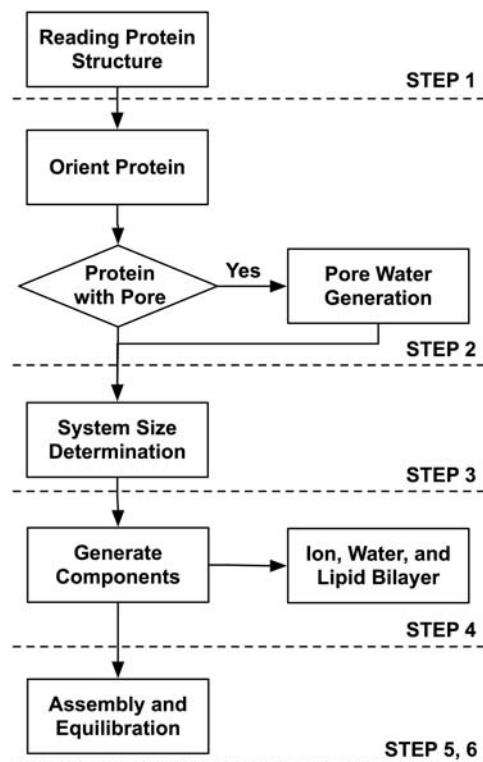 Reading Protein
Structure
STEP 1
Orient Protein
Protein
with Pore
Yes
Pore Water
Generation
STEP 2
System Size
Determination
STEP 3
Generate
Components
Ion, Water, and
Lipid Bilayer
STEP 4
Assembly and
Equilibration
STEP 5, 6